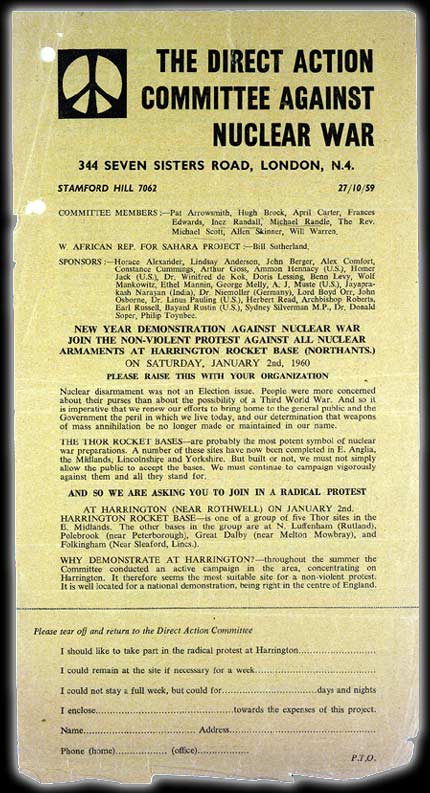 THE DIRECT ACTION
COMMITTEE AGAINST
NUCLEAR WAR
344 SEVEN SISTERS ROAD, LONDON, N.4.
STAMFORD HILL 7062 27/10/59
COMMITTEE MEMBERS :—Pat Arrowsmith, Hugh Brock, April Carter, Frances
Edwards, Inez Randall, Michael Randle, The Rev.
Michael Scott, Allen Skinner, Will Warren.
W. AFRICAN REP. FOR SAHARA PROJECT :—Bill Sutherland.
SPONSORS :—Horace Alexander, Lindsay Anderson, John Berger, Alex Comfort,
Constance Cummings, Arthur Goss, Ammon Hennacy (U.S.), Homer
Jack (U.S.), Dr. Winifred de Kok, Doris Lessing, Benn Levy, Wolf
Mankowitz, Ethel Mannin, George Melly, A. J. Muste (U.S.), Jayapra-
kash Narayan (India), Dr. Niemoller (Germany), Lord Boyd Orr, John
Osborne, Dr. Linus Pauling (U.S.), Herbert Read, Archbishop Roberts,
Earl Russell, Bayard Rustin (U.S.), Sydney Silverman M.P., Dr. Donald
Soper, Philip Toynbee.
NEW YEAR DEMONSTRATION AGAINST NUCLEAR WAR
JOIN THE NON-VIOLENT PROTEST AGAINST ALL NUCLEAR
ARMAMENTS AT HARRINGTON ROCKET BASE (NORTHANTS.)
ON SATURDAY, JANUARY 2nd, 1960
PLEASE RAISE THIS WITH YOUR ORGANIZATION
Nuclear disarmament was not an Election issue. People were more concerned
about their purses than about the possibility of a Third World War. And so it
is imperative that we renew our efforts to bring home to the general public and the
Government the peril in which we live today, and our determination that weapons
of mass annihilation be no longer made or maintained in our name.
THE THOR ROCKET BASES—are probably the most potent symbol of nuclear
war preparations. A number of these sites have now been completed in E. Anglia,
the Midlands, Lincolnshire and Yorkshire. But built or not, we must not simply
allow the public to accept the bases. We must continue to campaign vigorously
against them and all they stand for.
AND SO WE ARE ASKING YOU TO JOIN IN A RADICAL PROTEST
AT HARRINGTON (NEAR ROTHWELL) ON JANUARY 2nd.
HARRINGTON ROCKET BASE—is one of a group of five Thor sites in the
E. Midlands. The other bases in the group are at N. Luffenham (Rutland),
Polebrook (near Peterborough), Great Dalby (near Melton Mowbray), and
Folkingham (Near Sleaford, Lincs.).
WHY DEMONSTRATE AT HARRINGTON?—throughout the summer the
Committee conducted an active campaign in the area, concentrating on
Harrington. It therefore seems the most suitable site for a non-violent protest.
It is well located for a national demonstration, being right in the centre of England.
Please tear off and return to the Direct Action Committee
I should like to take part in the radical protest at Harrington..........................
I could remain at the site if necessary for a week........................................
I could not stay a full week, but could for................................days and nights
I enclose..............................................towards the expenses of this project.
Name............................................ Address..............................................
Phone (home)................. (office).................
P.T.O.